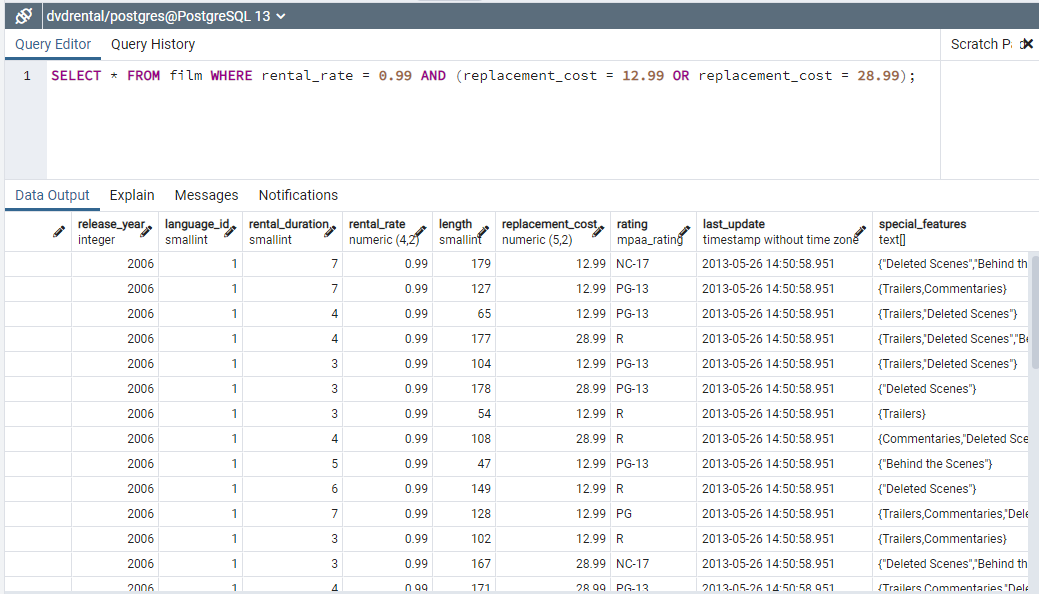 dvdrental/postgres@PostgreSQL 13
Query Editor Query History Scratch P
1 SELECT * FROM film WHERE rental_rate = 0.99 AND (replacement_cost = 12.99 OR replacement_cost = 28.99);
Data Output Explain Messages Notifications
release_year language_id rental_duration rental_rate length replacement_cost rating last_update special_features
integer smallint smallint numeric (4,2) smallint numeric (5,2) mpaa_rating timestamp without time zone text[]
2006 1 7 0.99 179 12.99 NC-17 2013-05-26 14:50:58.951 {"Deleted Scenes","Behind th
2006 1 7 0.99 127 12.99 PG-13 2013-05-26 14:50:58.951 {Trailers,Commentaries}
2006 1 4 0.99 65 12.99 PG-13 2013-05-26 14:50:58.951 {Trailers,"Deleted Scenes"}
2006 1 4 0.99 177 28.99 R 2013-05-26 14:50:58.951 {Trailers,"Deleted Scenes","Be
2006 1 3 0.99 104 12.99 PG-13 2013-05-26 14:50:58.951 {Trailers,"Deleted Scenes"}
2006 1 3 0.99 178 28.99 PG-13 2013-05-26 14:50:58.951 {"Deleted Scenes"}
2006 1 3 0.99 54 12.99 R 2013-05-26 14:50:58.951 {Trailers}
2006 1 4 0.99 108 28.99 R 2013-05-26 14:50:58.951 {Commentaries,"Deleted Sce
2006 1 5 0.99 47 12.99 PG-13 2013-05-26 14:50:58.951 {"Behind the Scenes"}
2006 1 6 0.99 149 12.99 R 2013-05-26 14:50:58.951 {"Deleted Scenes"}
2006 1 7 0.99 128 12.99 PG 2013-05-26 14:50:58.951 {Trailers,Commentaries,"Dele
2006 1 3 0.99 102 12.99 R 2013-05-26 14:50:58.951 {Trailers,Commentaries}
2006 1 3 0.99 167 28.99 NC-17 2013-05-26 14:50:58.951 {"Deleted Scenes","Behind th
2006 1 4 0.99 171 28.99 PG-13 2013-05-26 14:50:58.951 {Trailers,Commentaries,"Dele